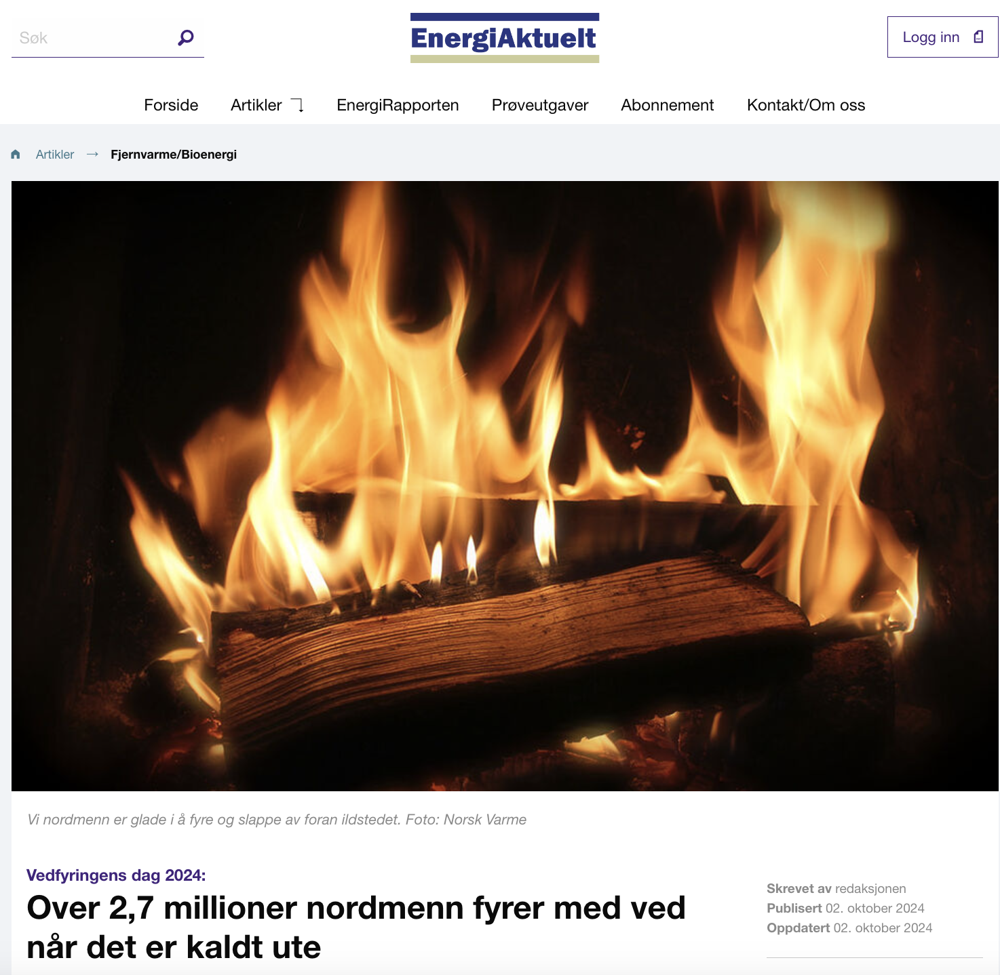 Søk
EnergiAktuelt
Logg inn
Forside Artikler EnergiRapporten Prøveutgaver Abonnement Kontakt/Om oss
Artikler → Fjernvarme/Bioenergi
Vi nordmenn er glade i å fyre og slappe av foran ildstedet. Foto: Norsk Varme
Vedfyringens dag 2024:
Over 2,7 millioner nordmenn fyrer med ved
når det er kaldt ute
Skrevet av redaksjonen
Publisert 02. oktober 2024
Oppdatert 02. oktober 2024